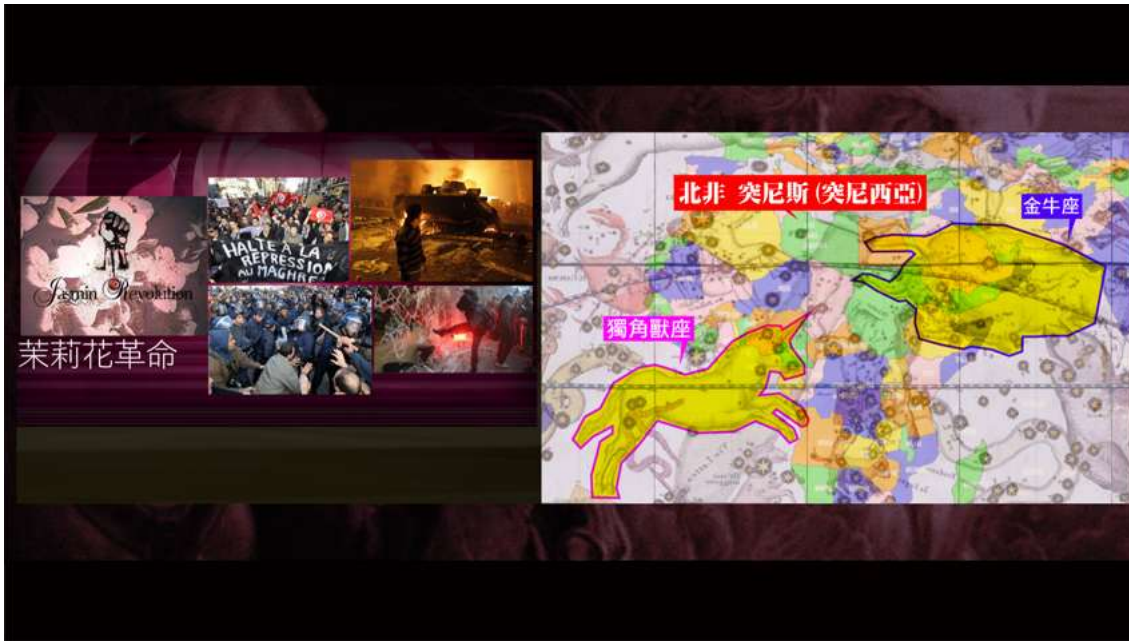 Jasmin Revolution
茉莉花革命
HALTE A LA
REPRESSION
AU MAGHREB
北非 突尼斯(突尼西亞)
金牛座
獨角獸座